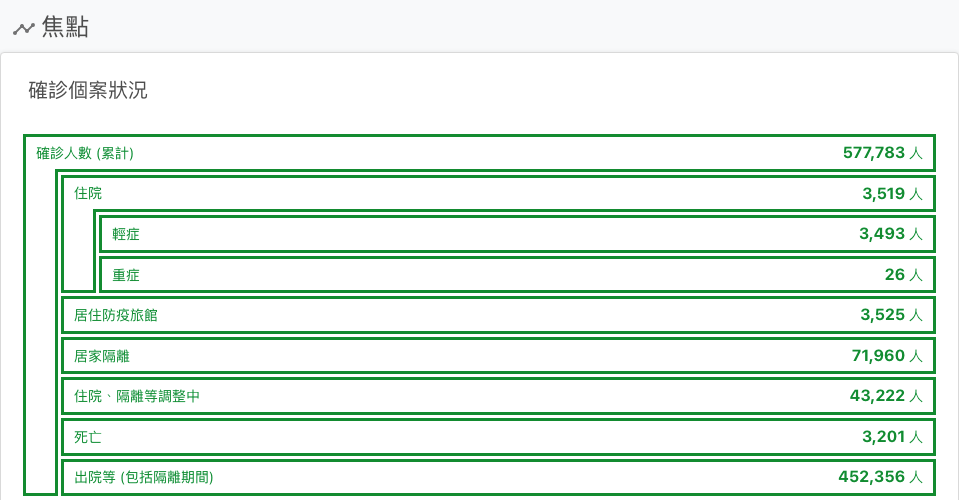 焦點
確診個案狀況
確診人數 (累計) 577,783 人
住院 3,519 人
輕症 3,493 人
重症 26 人
居住防疫旅館 3,525 人
居家隔離 71,960 人
住院、隔離等調整中 43,222 人
死亡 3,201 人
出院等 (包括隔離期間) 452,356 人